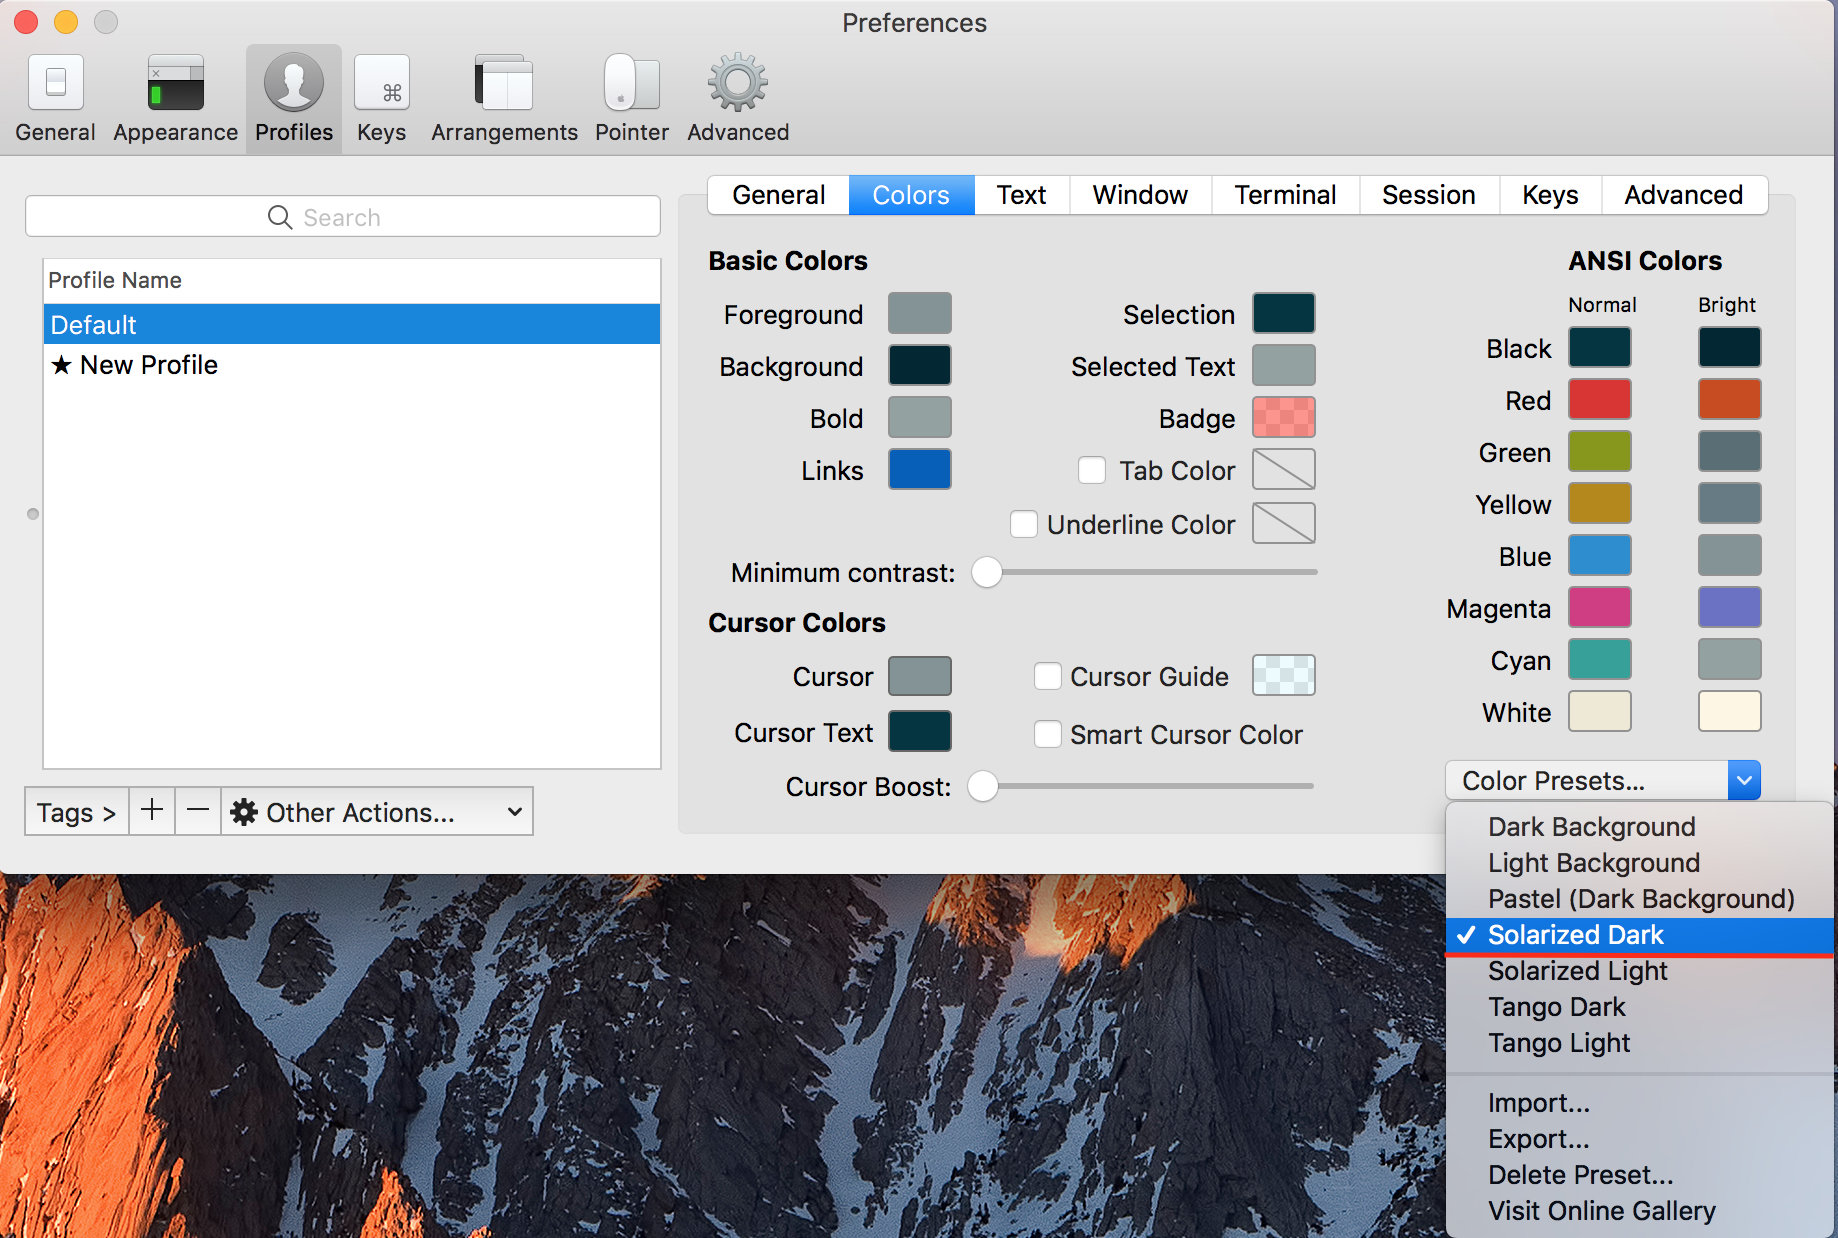 Preferences
General
Appearance
Profiles
Keys
Arrangements
Pointer
Advanced
Search
Profile Name
Default
★ New Profile
Tags >
+
−
Other Actions...
General
Colors
Text
Window
Terminal
Session
Keys
Advanced
Basic Colors
Foreground
Background
Bold
Links
Selection
Selected Text
Badge
Tab Color
Underline Color
Minimum contrast:
Cursor Colors
Cursor
Cursor Text
Cursor Guide
Smart Cursor Color
Cursor Boost:
ANSI Colors
Normal Bright
Black
Red
Green
Yellow
Blue
Magenta
Cyan
White
Color Presets...
Dark Background
Light Background
Pastel (Dark Background)
✓ Solarized Dark
Solarized Light
Tango Dark
Tango Light
Import...
Export...
Delete Preset...
Visit Online Gallery